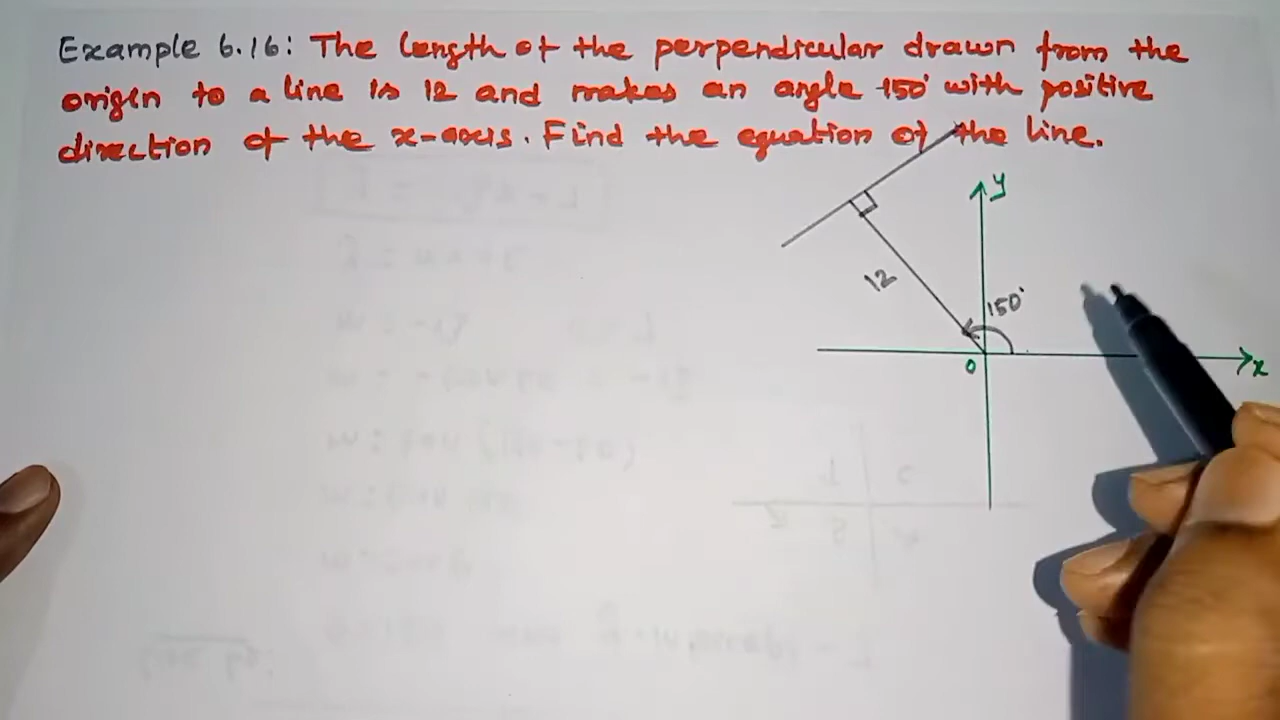 Example 6.16: The length of the perpendicular drawn from the
origin to a line is 12 and makes an angle 150° with positive
direction of the x-axis. Find the equation of the line.
y
12
150°
0
x